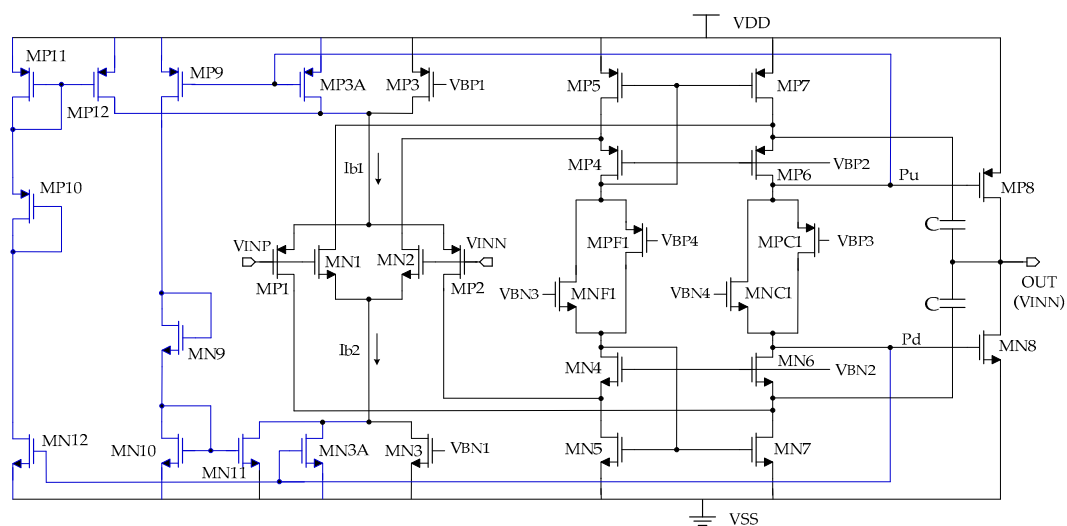 VDD
MP11
MP12
MP9
MP3A
MP3
VBP1
MP5
MP7
MP4
MP6
VBP2
Pu
MP8
MP10
Ib1
VINP
VINN
MN1
MN2
MP1
MP2
MPF1
VBP4
MPC1
VBP3
VBN3
MNF1
VBN4
MNC1
C
C
OUT
(VINN)
MN9
Ib2
MN4
MN6
VBN2
Pd
MN8
MN12
MN10
MN11
MN3A
MN3
VBN1
MN5
MN7
VSS